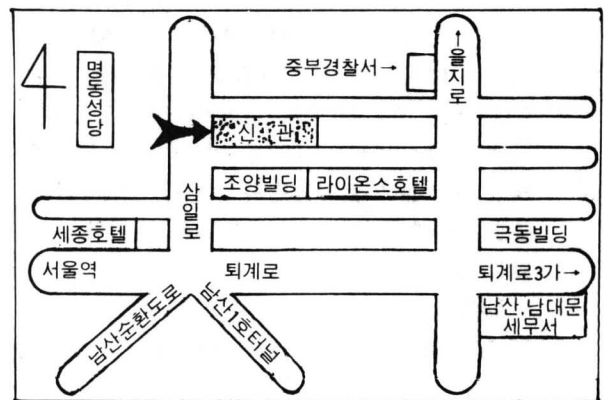 4
명동성당
중부경찰서→
↑을지로
신관
조양빌딩
라이온스호텔
삼일로
세종호텔
극동빌딩
서울역
퇴계로
퇴계로3가→
남산순환도로
남산1호터널
남산.남대문
세무서